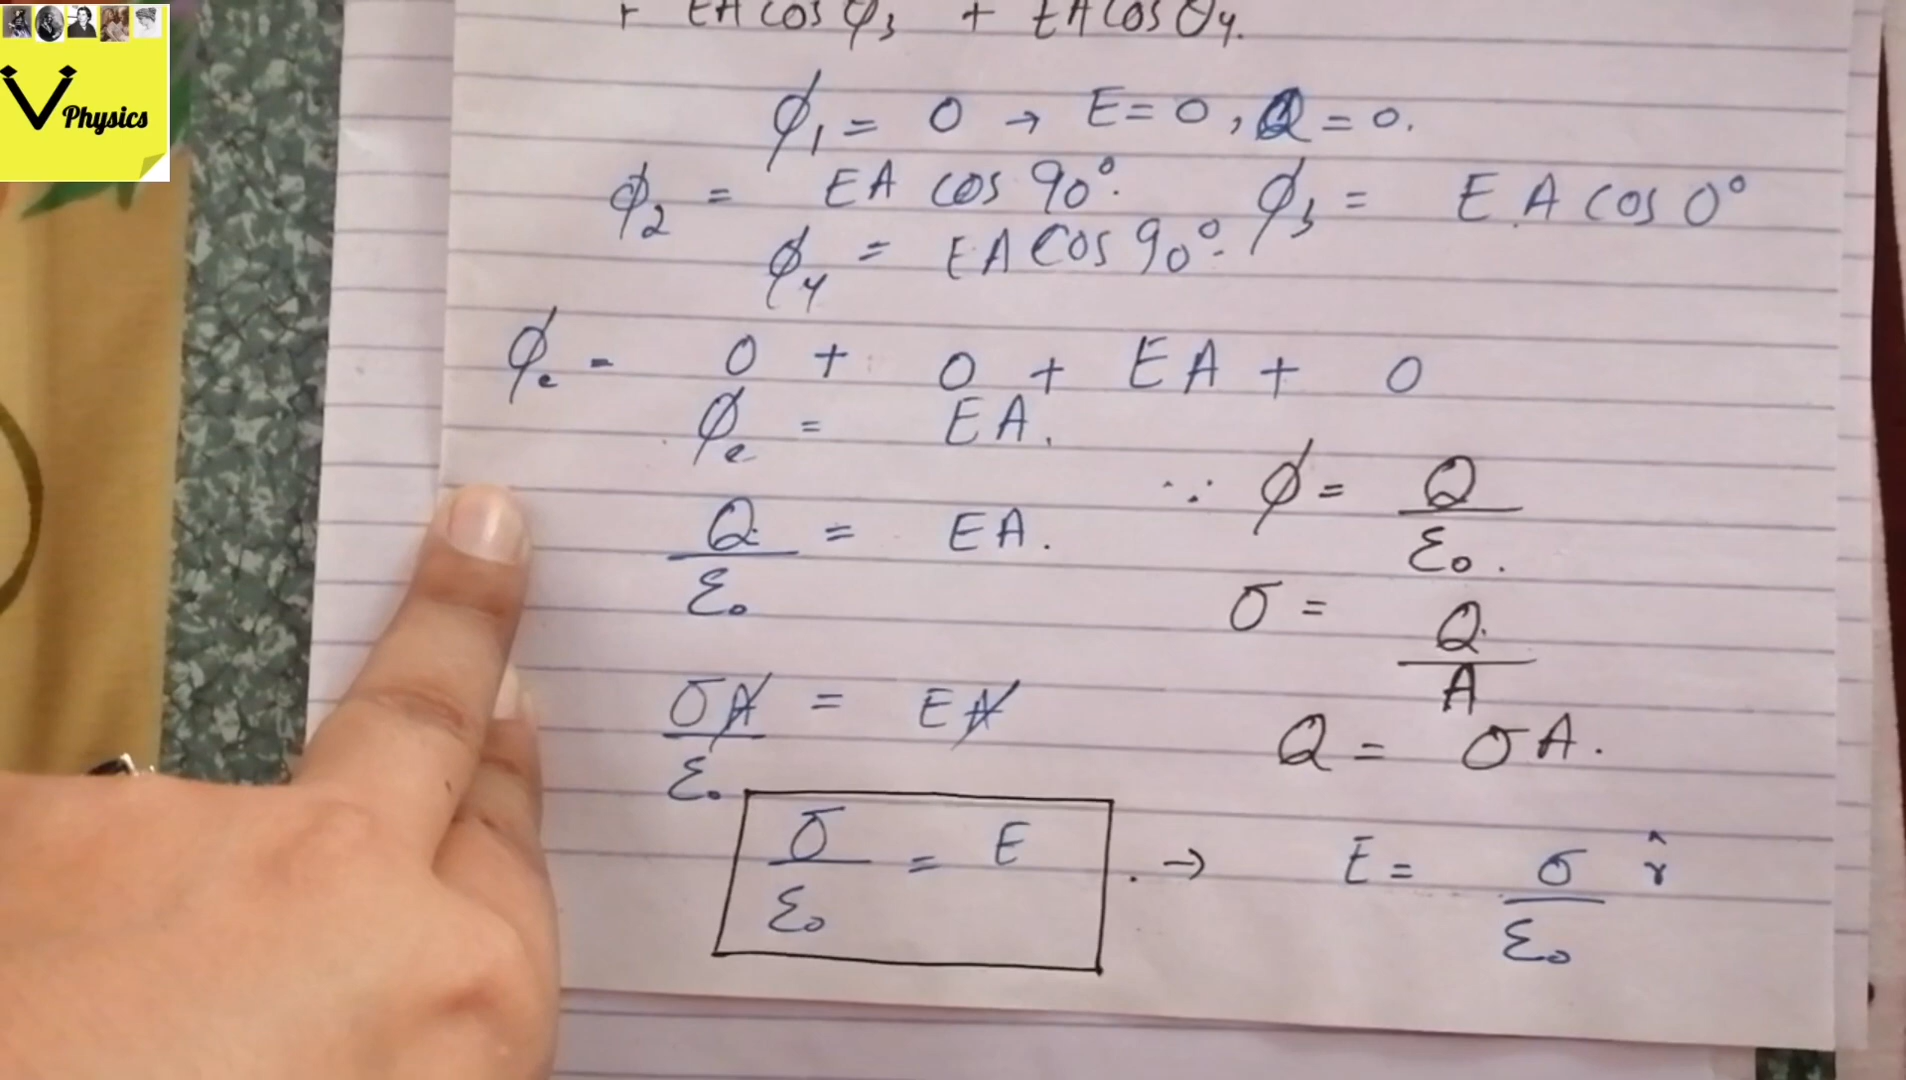 V Physics
+ EA cos φ₃ + EA cos θ₄.
φ₁ = 0 → E = 0, Q = 0.
φ₂ = EA cos 90°. φ₃ = E A cos 0°
φ₄ = EA cos 90°.
φₑ - 0 + 0 + EA + 0
φₑ = EA.
∵ φ = Q/ε₀.
Q/ε₀ = EA.
σ = Q/A
σA/ε₀ = EA
Q = σA.
σ/ε₀ = E . → E = σ/ε₀ r̂